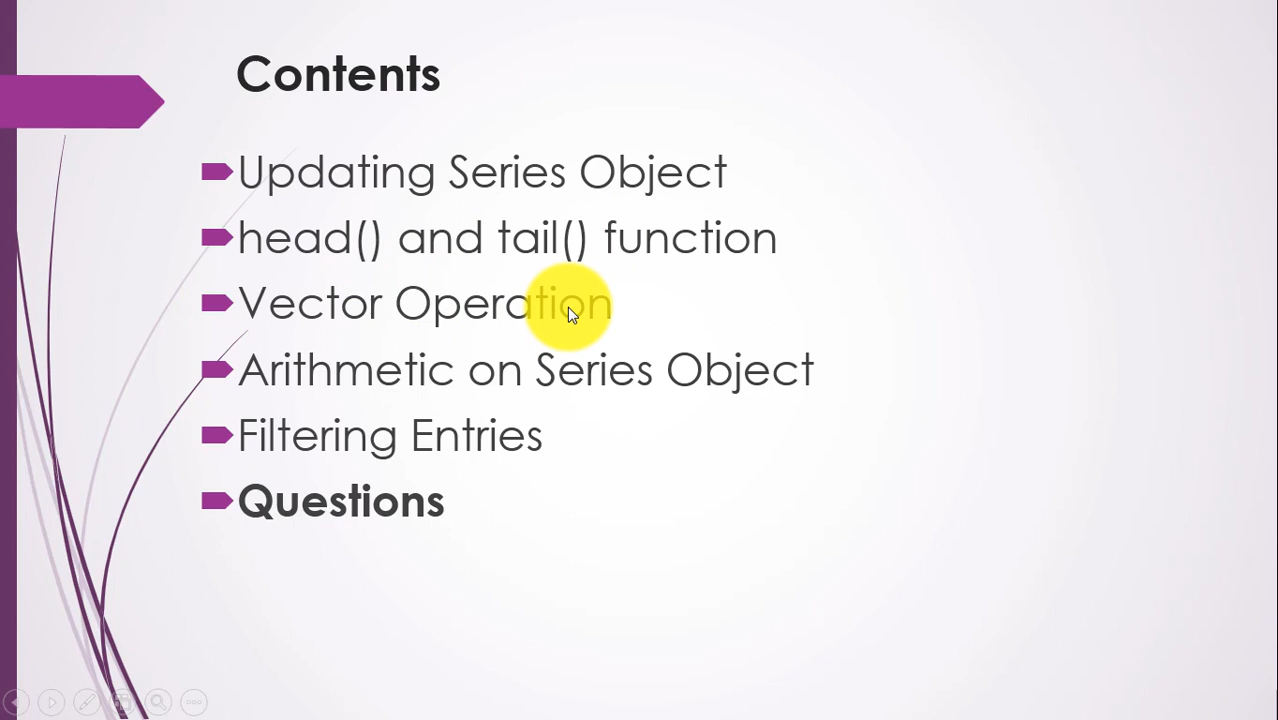 Contents
Updating Series Object
head() and tail() function
Vector Operation
Arithmetic on Series Object
Filtering Entries
Questions